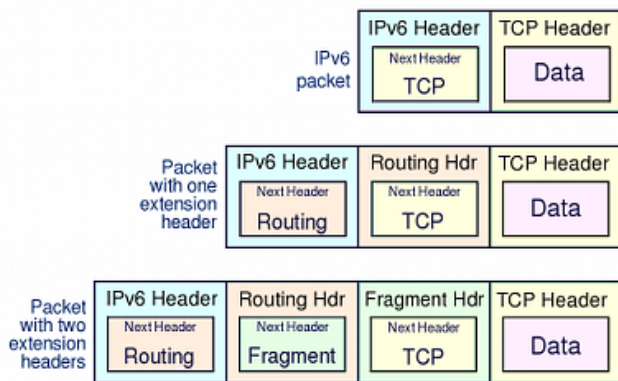 IPv6 Header TCP Header
IPv6
packet
Next Header
TCP
Data
Packet
with one
extension
header
IPv6 Header Routing Hdr TCP Header
Next Header Next Header
Routing TCP Data
Packet
with two
extension
headers
IPv6 Header Routing Hdr Fragment Hdr TCP Header
Next Header Next Header Next Header
Routing Fragment TCP Data